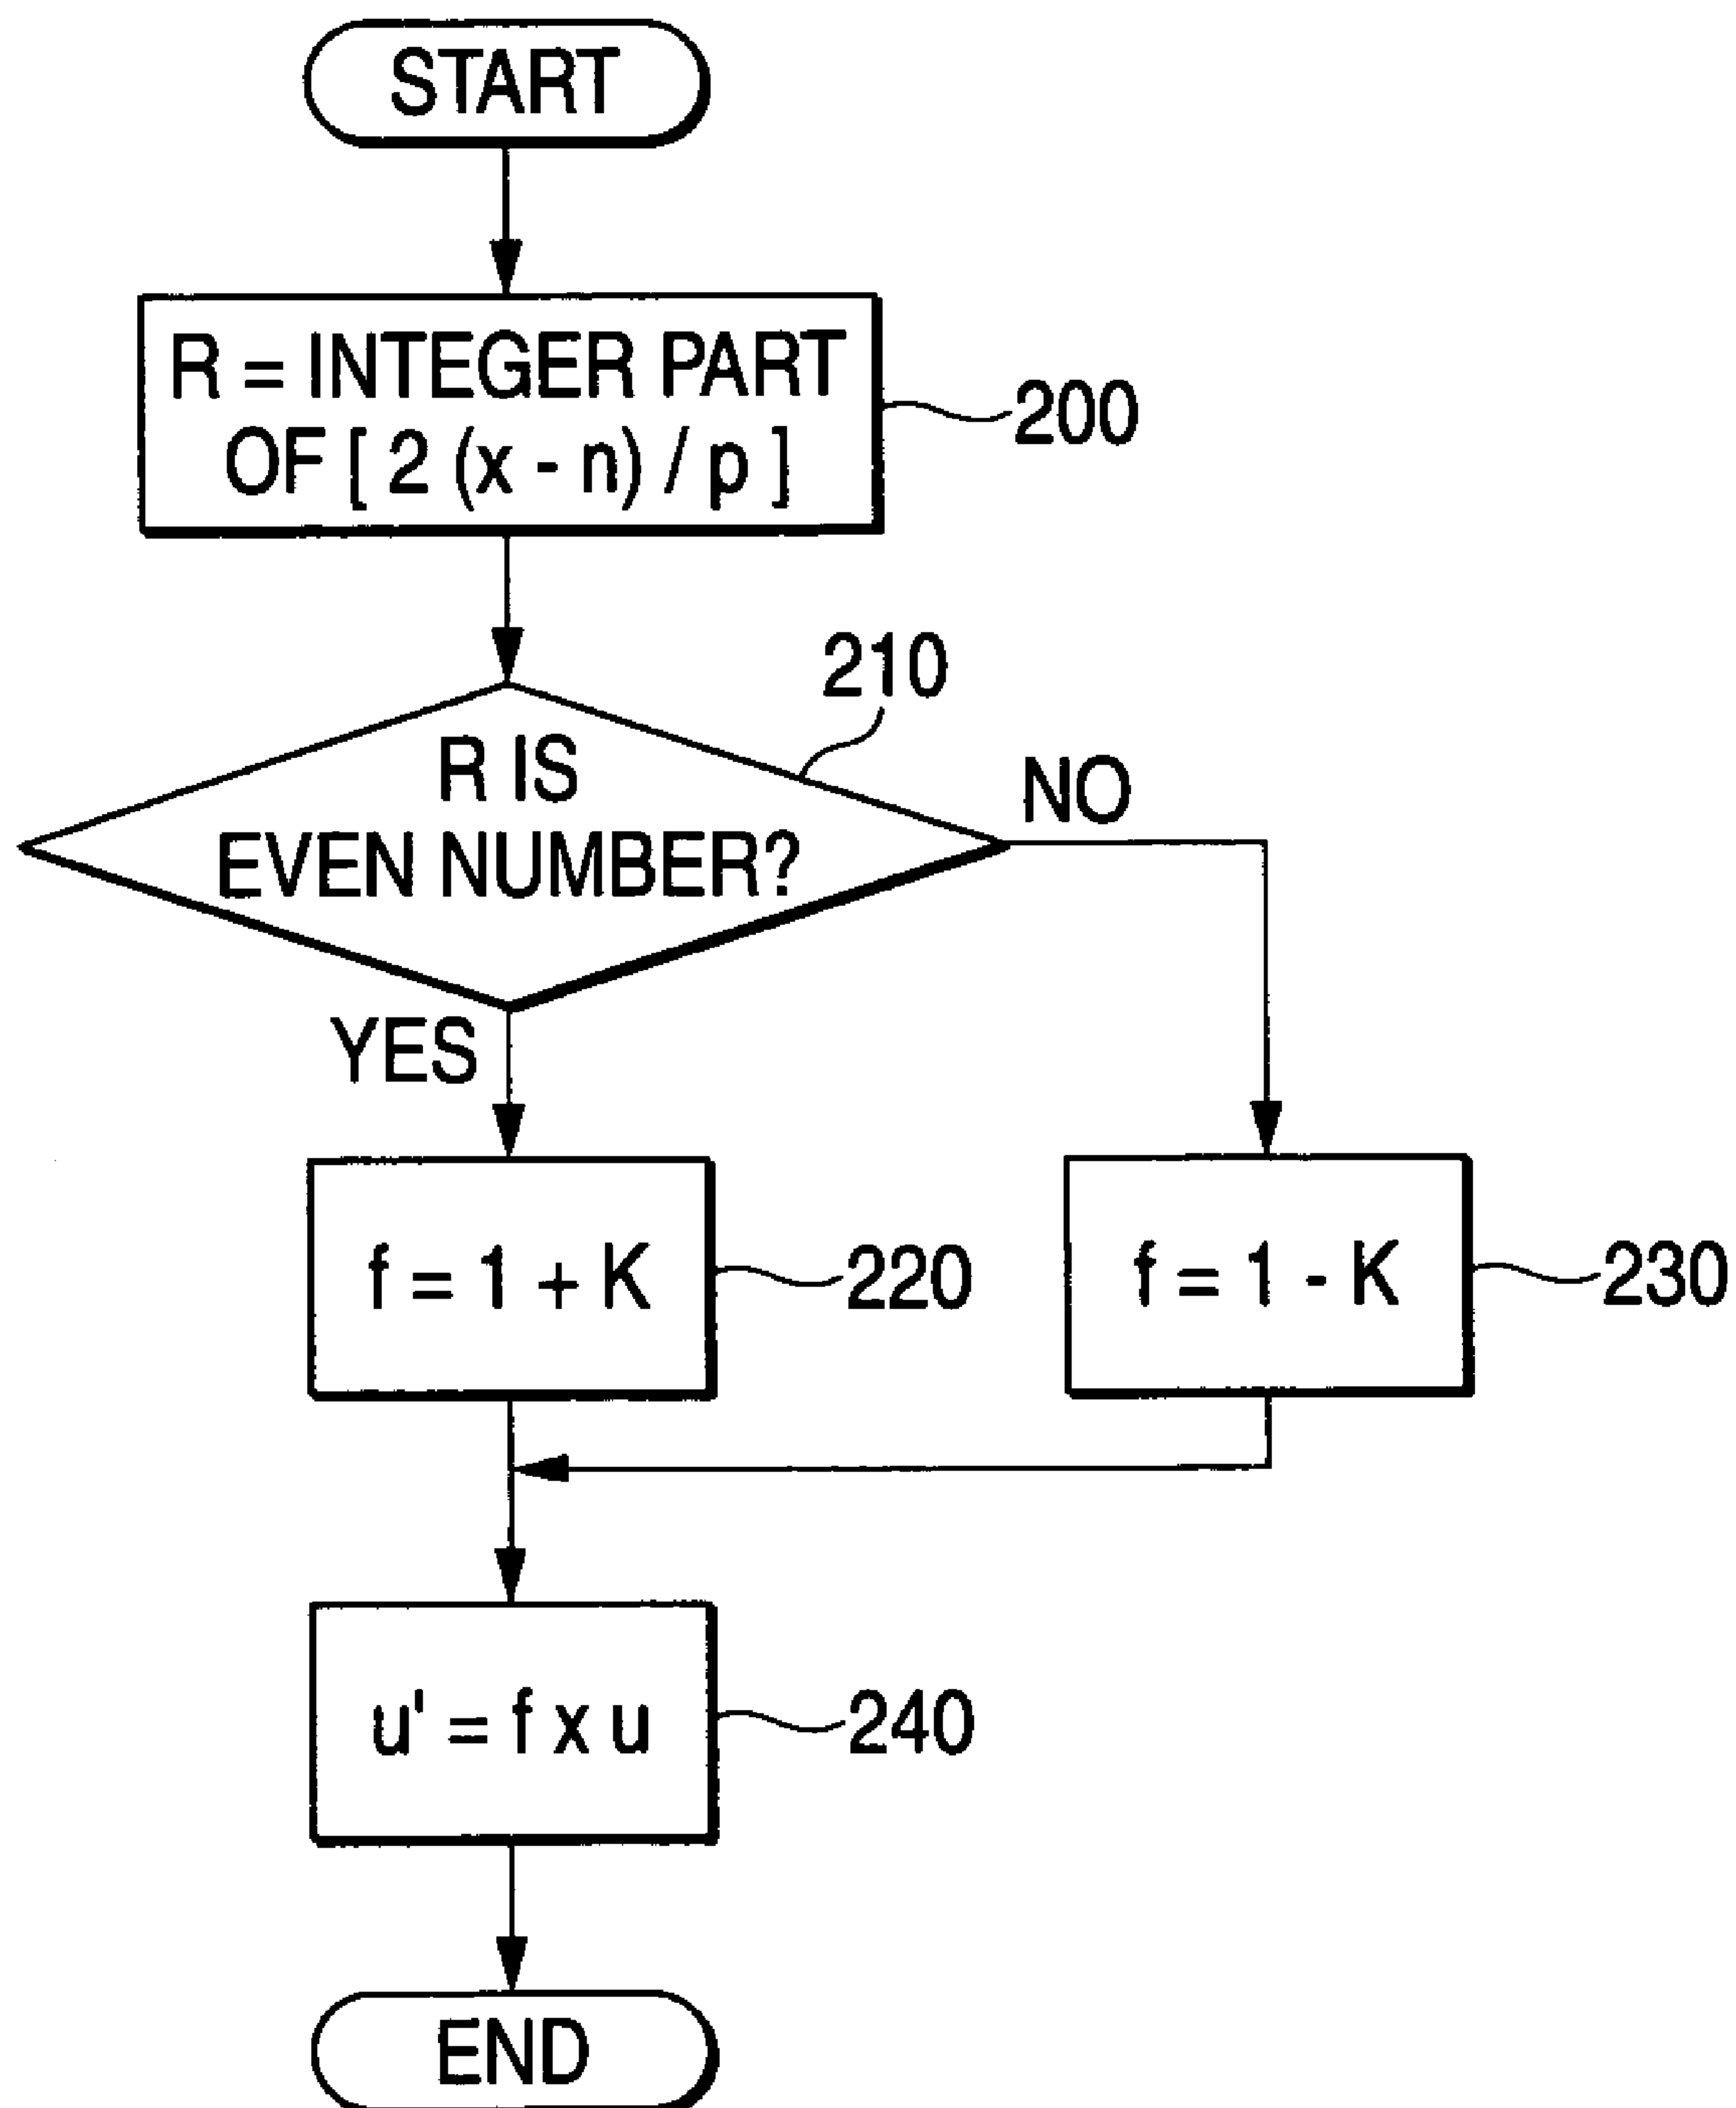 START
R = INTEGER PART
OF [ 2 (x - n) / p ]
200
210
R IS
EVEN NUMBER?
NO
YES
f = 1 + K
220
f = 1 - K
230
u' = f x u
240
END